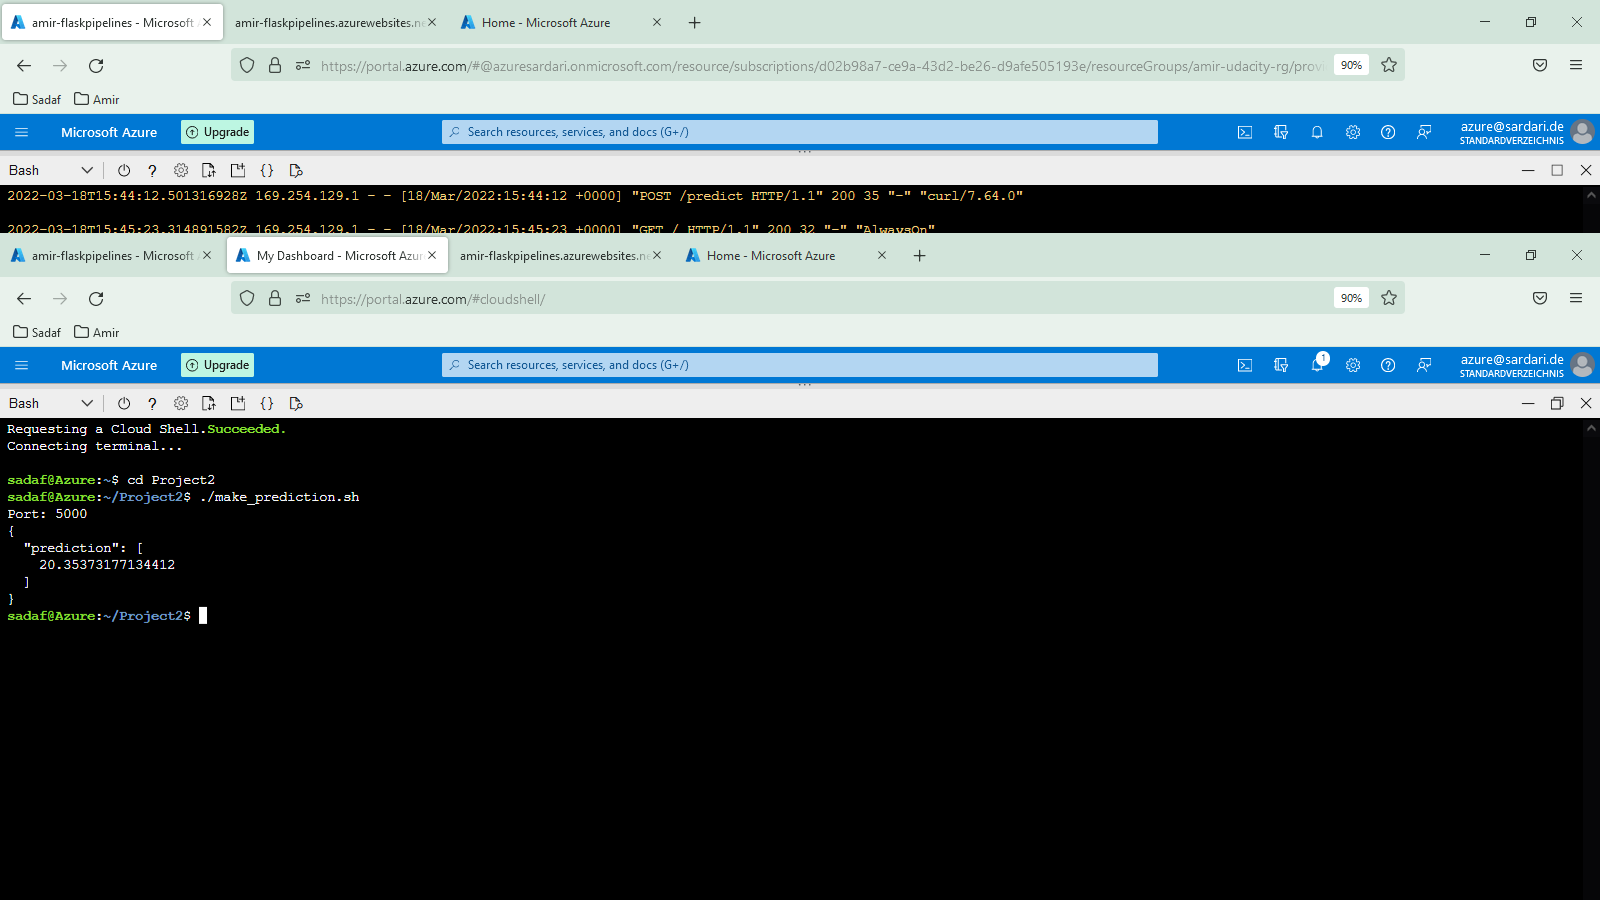 amir-flaskpipelines - Microsoft
amir-flaskpipelines.azurewebsites.n
Home - Microsoft Azure
https://portal.azure.com/#@azuresardari.onmicrosoft.com/resource/subscriptions/d02b98a7-ce9a-43d2-be26-d9afe505193e/resourceGroups/amir-udacity-rg/provi
90%
Sadaf
Amir
Microsoft Azure
Upgrade
Search resources, services, and docs (G+/)
azure@sardari.de
STANDARDVERZEICHNIS
Bash
2022-03-18T15:44:12.501316928Z 169.254.129.1 - - [18/Mar/2022:15:44:12 +0000] "POST /predict HTTP/1.1" 200 35 "-" "curl/7.64.0"
2022-03-18T15:45:23.314891582Z 169.254.129.1 - - [18/Mar/2022:15:45:23 +0000] "GET / HTTP/1.1" 200 32 "-" "AlwaysOn"
amir-flaskpipelines - Microsoft
My Dashboard - Microsoft Azur
amir-flaskpipelines.azurewebsites.ne
Home - Microsoft Azure
https://portal.azure.com/#cloudshell/
90%
Sadaf
Amir
Microsoft Azure
Upgrade
Search resources, services, and docs (G+/)
1
azure@sardari.de
STANDARDVERZEICHNIS
Bash
Requesting a Cloud Shell.Succeeded.
Connecting terminal...
sadaf@Azure:~$ cd Project2
sadaf@Azure:~/Project2$ ./make_prediction.sh
Port: 5000
{
"prediction": [
20.35373177134412
]
}
sadaf@Azure:~/Project2$